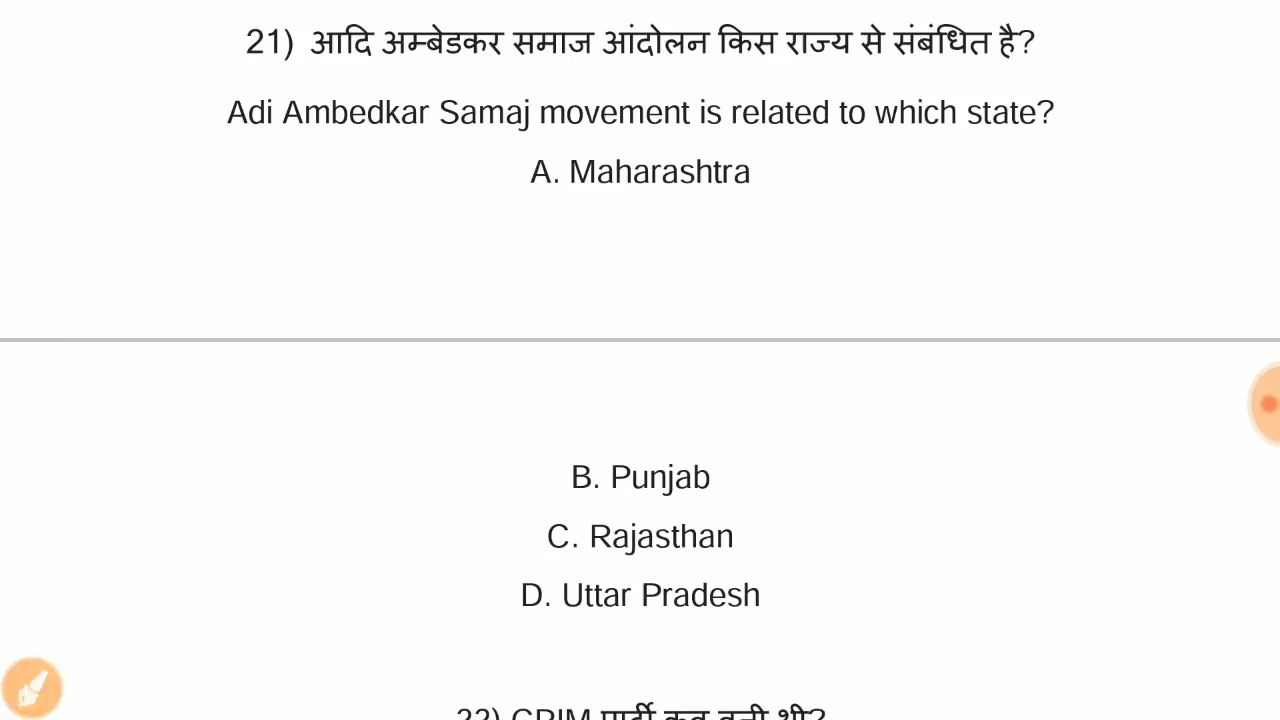 21) आदि अम्बेडकर समाज आंदोलन किस राज्य से संबंधित है?
Adi Ambedkar Samaj movement is related to which state?
A. Maharashtra
B. Punjab
C. Rajasthan
D. Uttar Pradesh
22) CPIM पार्टी कब बनी थी?